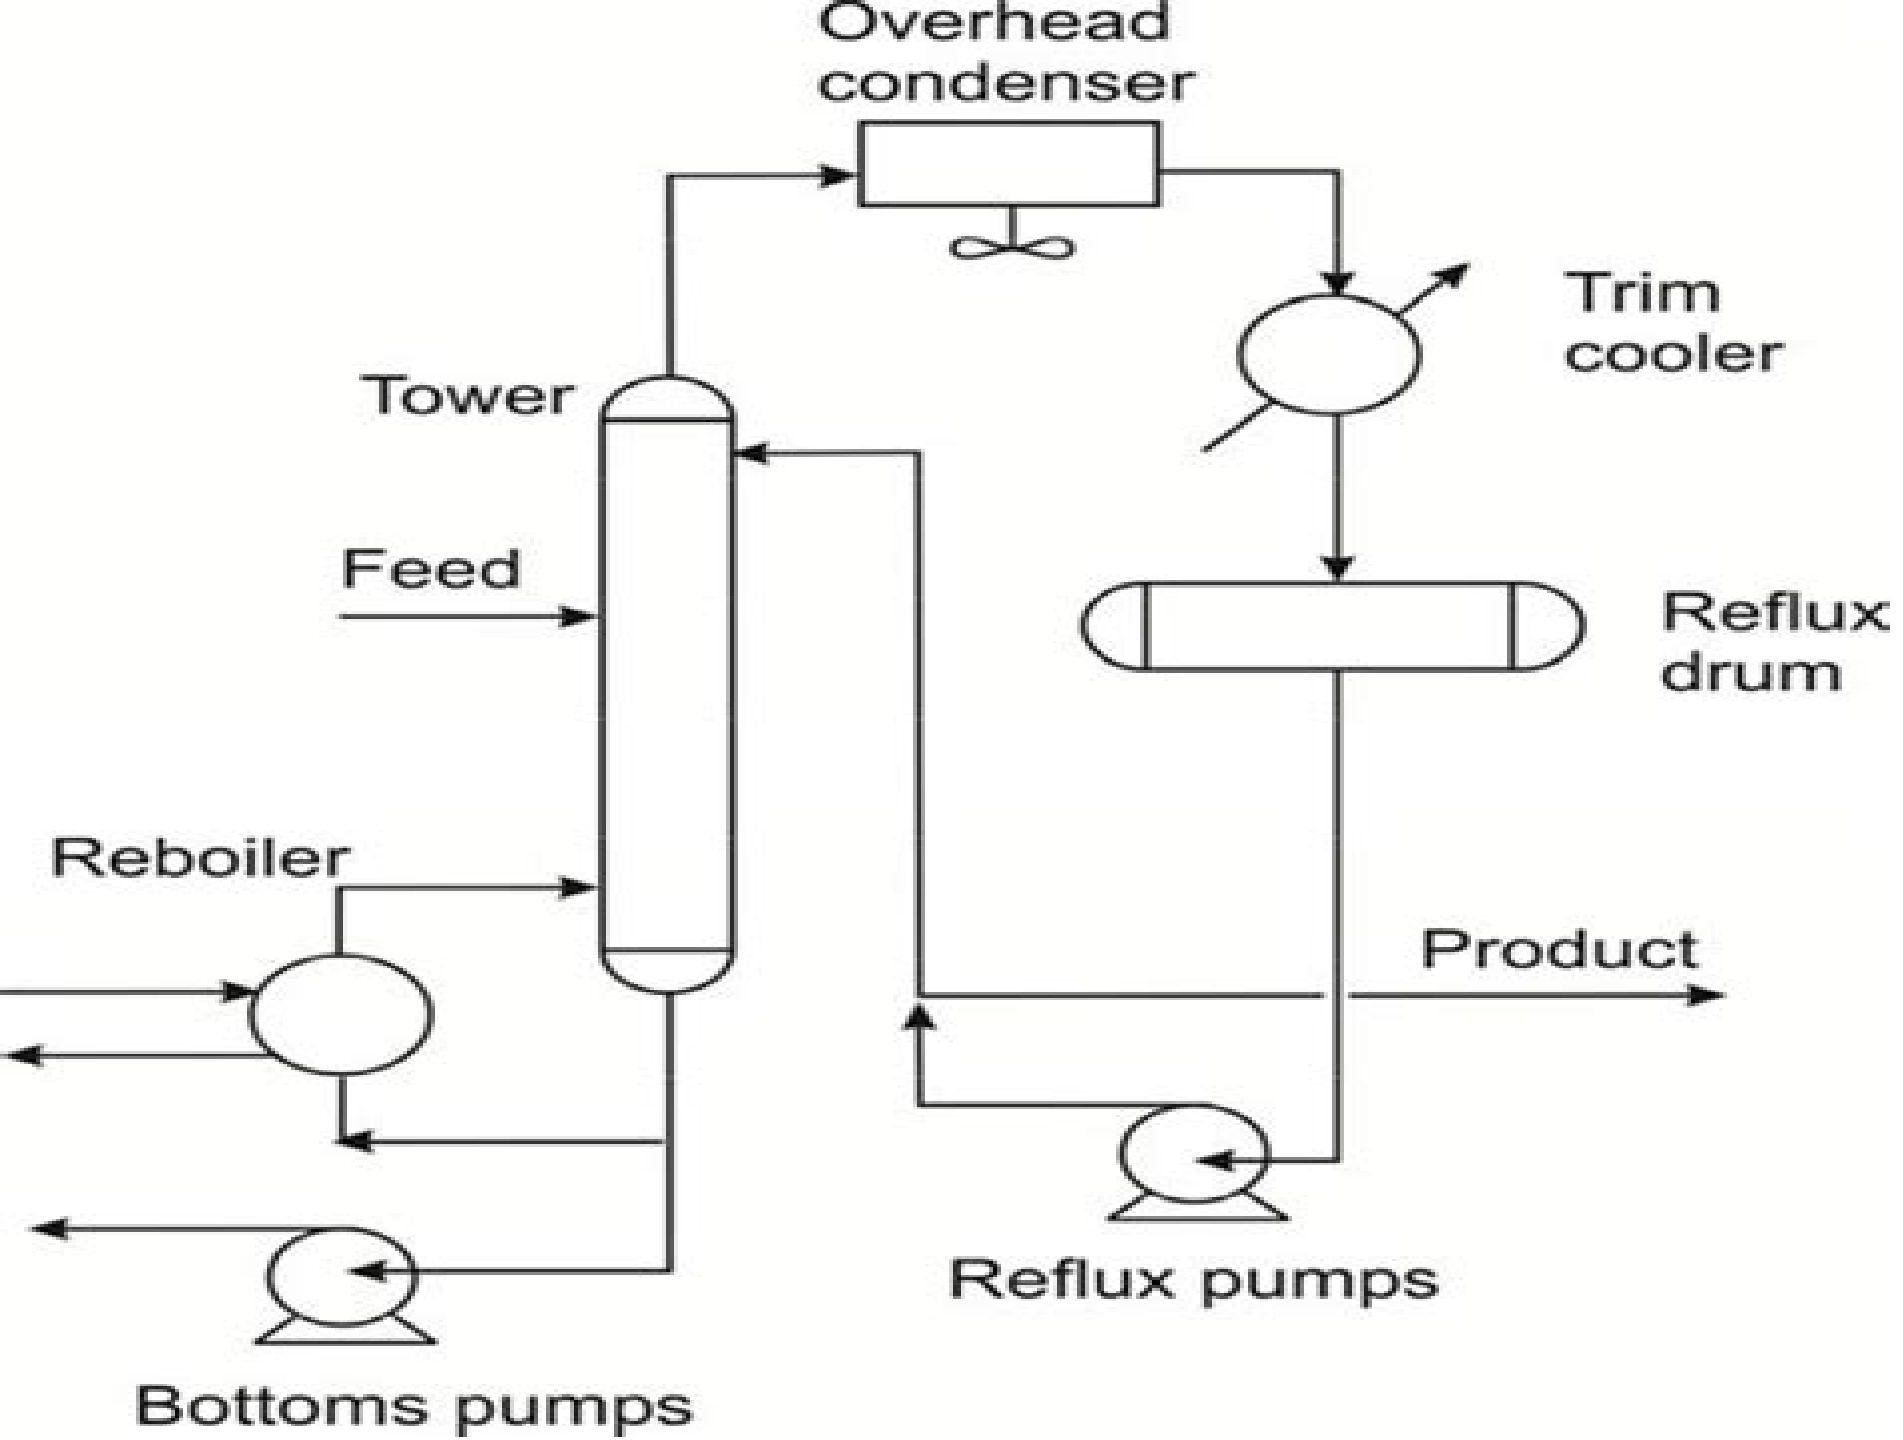 Overhead
condenser
Trim
cooler
Tower
Feed
Reflux
drum
Reboiler
Product
Reflux pumps
Bottoms pumps